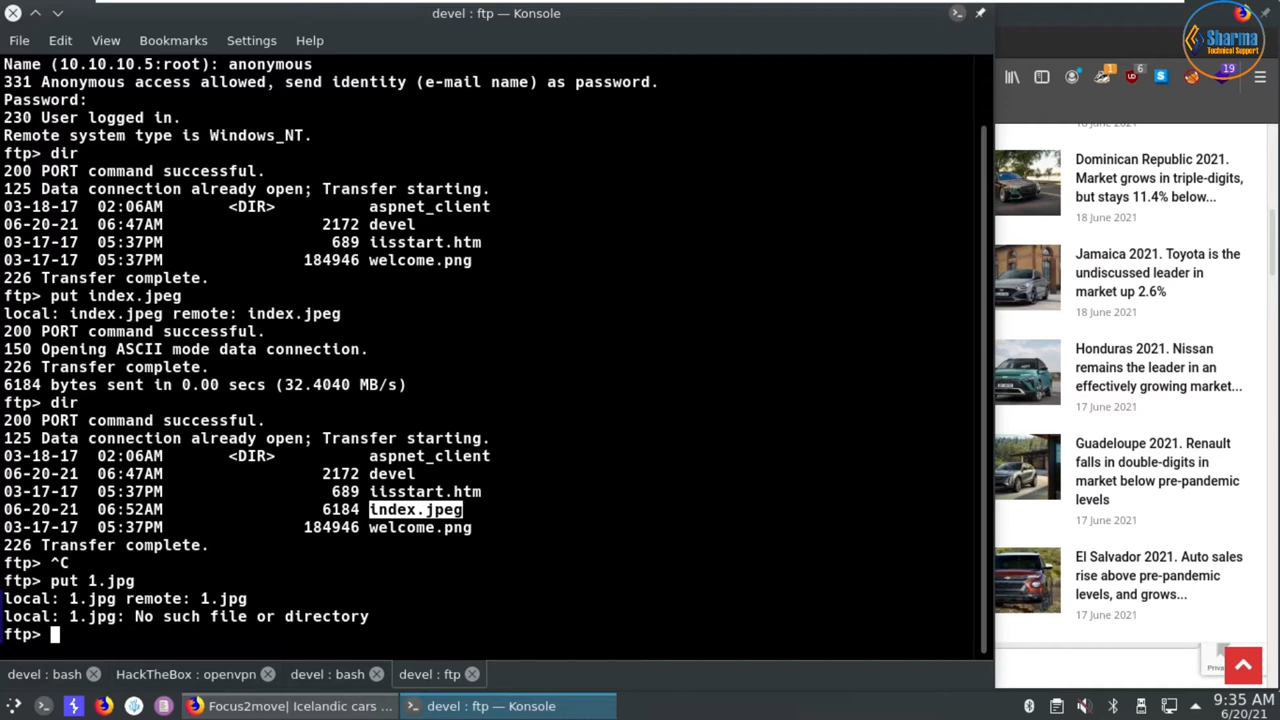 devel : ftp — Konsole
File Edit View Bookmarks Settings Help
Name (10.10.10.5:root): anonymous
331 Anonymous access allowed, send identity (e-mail name) as password.
Password:
230 User logged in.
Remote system type is Windows_NT.
ftp> dir
200 PORT command successful.
125 Data connection already open; Transfer starting.
03-18-17 02:06AM <DIR> aspnet_client
06-20-21 06:47AM 2172 devel
03-17-17 05:37PM 689 iisstart.htm
03-17-17 05:37PM 184946 welcome.png
226 Transfer complete.
ftp> put index.jpeg
local: index.jpeg remote: index.jpeg
200 PORT command successful.
150 Opening ASCII mode data connection.
226 Transfer complete.
6184 bytes sent in 0.00 secs (32.4040 MB/s)
ftp> dir
200 PORT command successful.
125 Data connection already open; Transfer starting.
03-18-17 02:06AM <DIR> aspnet_client
06-20-21 06:47AM 2172 devel
03-17-17 05:37PM 689 iisstart.htm
06-20-21 06:52AM 6184 index.jpeg
03-17-17 05:37PM 184946 welcome.png
226 Transfer complete.
ftp> ^C
ftp> put 1.jpg
local: 1.jpg remote: 1.jpg
local: 1.jpg: No such file or directory
ftp>
devel : bash HackTheBox : openvpn devel : bash devel : ftp
Sharma
Technical Support
1 6 19
18 June 2021
Dominican Republic 2021.
Market grows in triple-digits,
but stays 11.4% below...
18 June 2021
Jamaica 2021. Toyota is the
undiscussed leader in
market up 2.6%
18 June 2021
Honduras 2021. Nissan
remains the leader in an
effectively growing market...
17 June 2021
Guadeloupe 2021. Renault
falls in double-digits in
market below pre-pandemic
levels
17 June 2021
El Salvador 2021. Auto sales
rise above pre-pandemic
levels, and grows...
17 June 2021
Focus2move| Icelandic cars ... devel : ftp — Konsole
9:35 AM
6/20/21